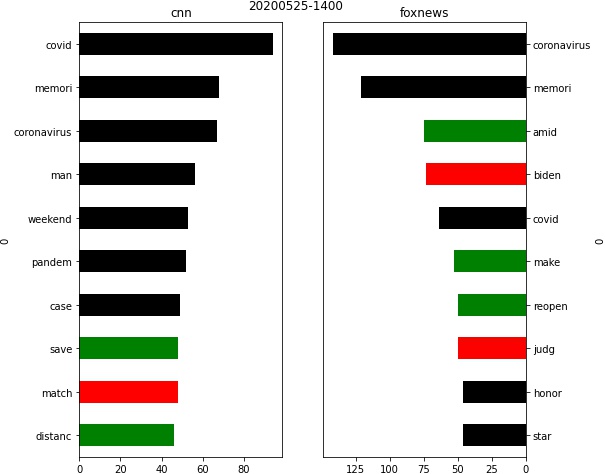 20200525-1400
cnn
foxnews
covid
memori
coronavirus
man
weekend
pandem
case
save
match
distanc
0
0 20 40 60 80
coronavirus
memori
amid
biden
covid
make
reopen
judg
honor
star
0
125 100 75 50 25 0